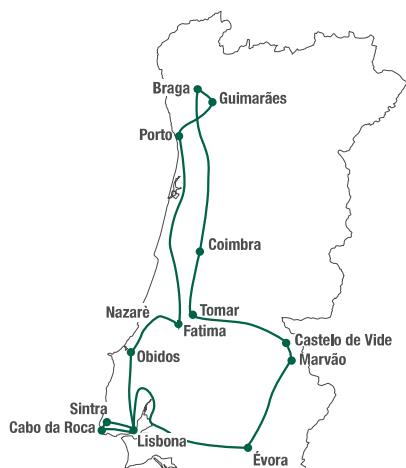 Braga
Guimarães
Porto
Coimbra
Nazarè
Tomar
Fatima
Castelo de Vide
Obidos
Marvão
Sintra
Cabo da Roca
Lisbona
Évora